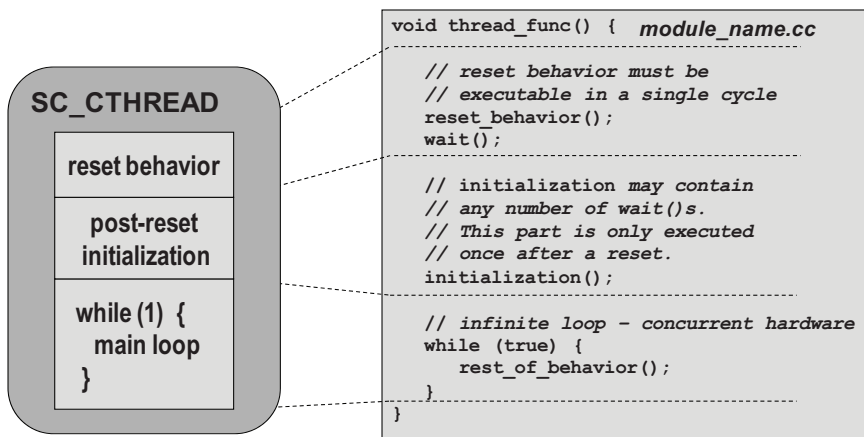 SC_CTHREAD
reset behavior
post-reset
initialization
while (1) {
main loop
}
void thread_func() { module_name.cc
// reset behavior must be
// executable in a single cycle
reset_behavior();
wait();
// initialization may contain
// any number of wait()s.
// This part is only executed
// once after a reset.
initialization();
// infinite loop – concurrent hardware
while (true) {
rest_of_behavior();
}
}